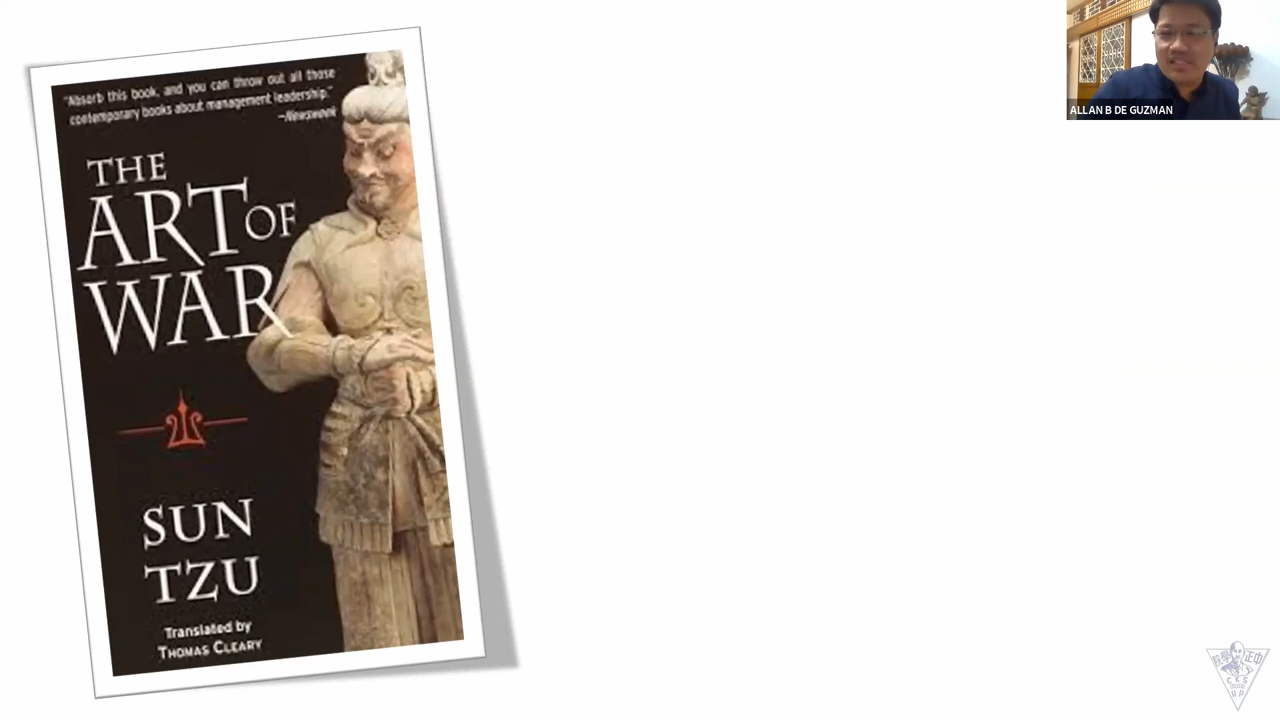 "Absorb this book, and you can throw out all those
contemporary books about management leadership."
—Newsweek
THE
ART OF
WAR
SUN
TZU
Translated by
THOMAS CLEARY
ALLAN B DE GUZMAN
C K S